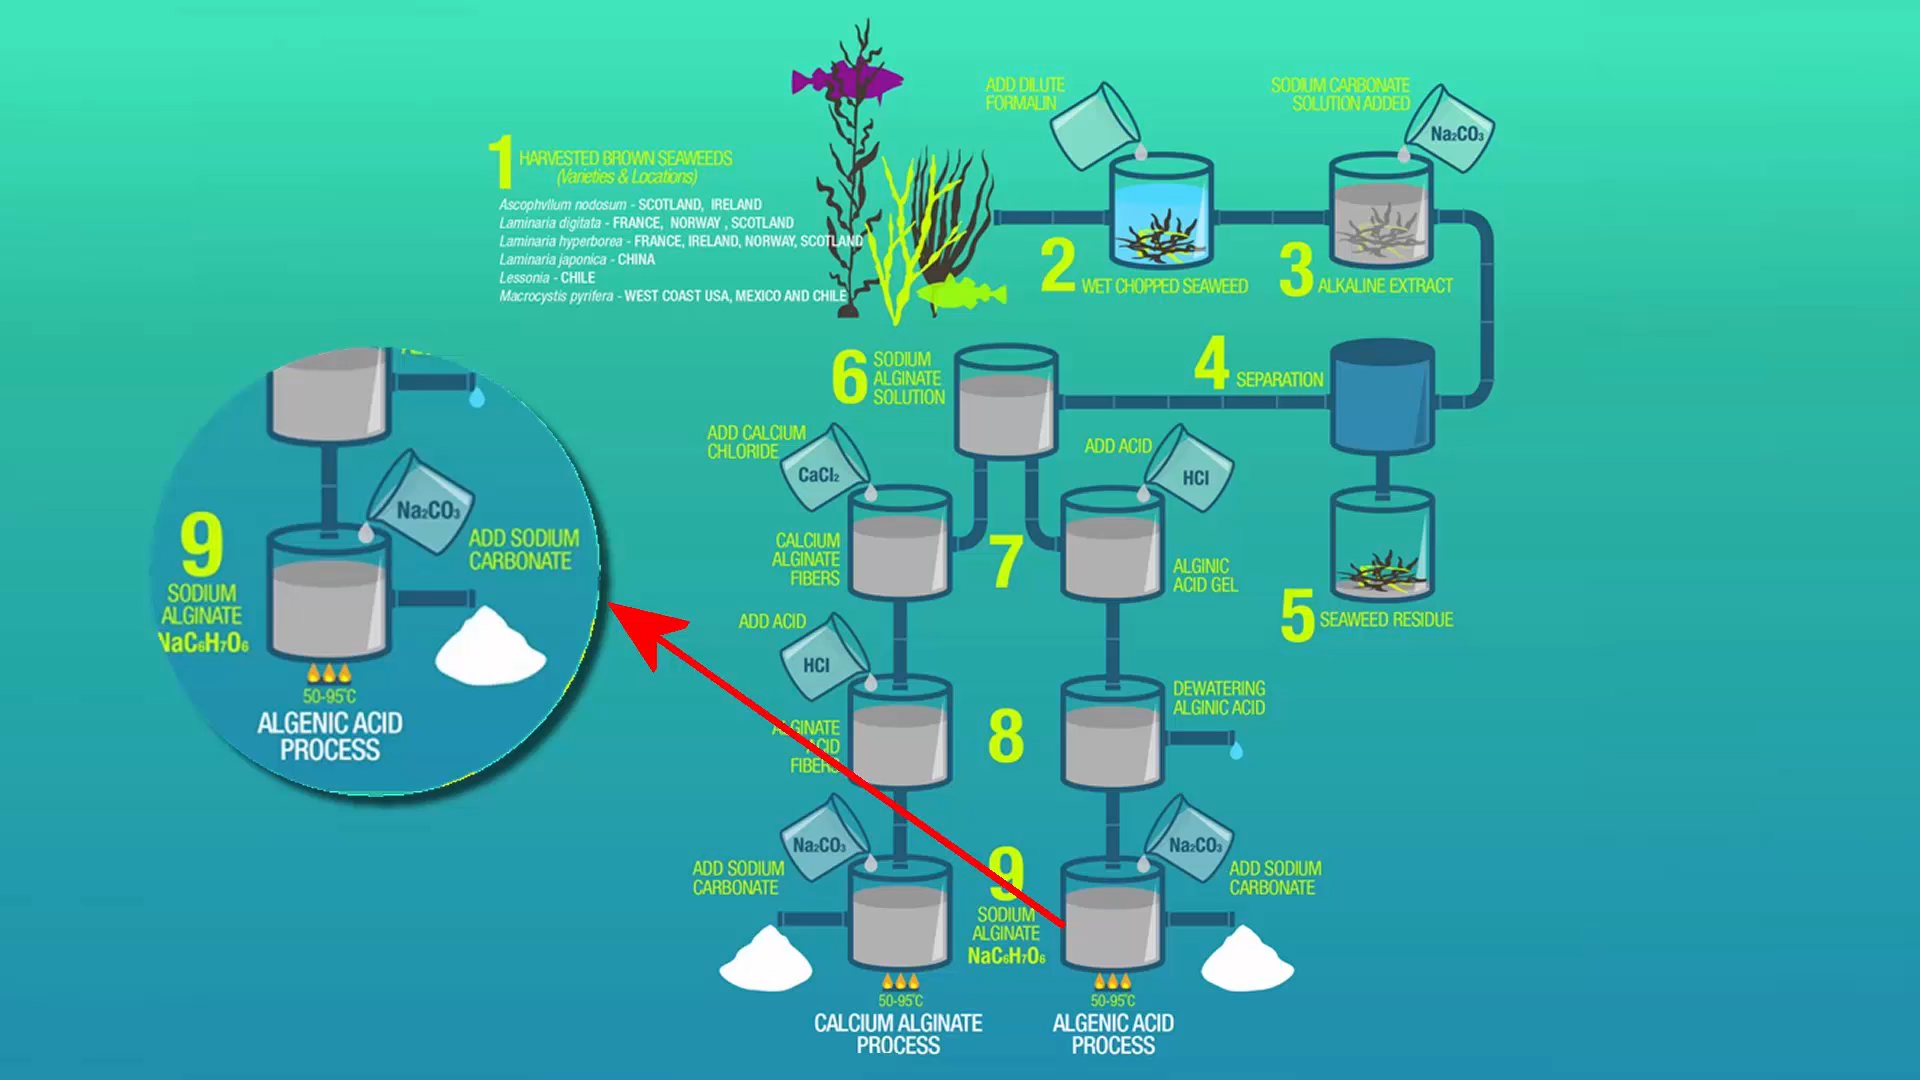 1 HARVESTED BROWN SEAWEEDS
(Varieties & Locations)
Ascophyllum nodosum - SCOTLAND, IRELAND
Laminaria digitata - FRANCE, NORWAY , SCOTLAND
Laminaria hyperborea - FRANCE, IRELAND, NORWAY, SCOTLAND
Laminaria japonica - CHINA
Lessonia - CHILE
Macrocystis pyrifera - WEST COAST USA, MEXICO AND CHILE
ADD DILUTE
FORMALIN
2 WET CHOPPED SEAWEED
SODIUM CARBONATE
SOLUTION ADDED
Na₂CO₃
3 ALKALINE EXTRACT
4 SEPARATION
5 SEAWEED RESIDUE
6 SODIUM
ALGINATE
SOLUTION
ADD CALCIUM
CHLORIDE
CaCl₂
CALCIUM
ALGINATE
FIBERS
7
ADD ACID
HCl
ALGINIC
ACID GEL
ADD ACID
HCl
ALGINATE
ACID
FIBERS
8
DEWATERING
ALGINIC ACID
ADD SODIUM
CARBONATE
Na₂CO₃
9
SODIUM
ALGINATE
NaC₆H₇O₆
Na₂CO₃
ADD SODIUM
CARBONATE
50-95°C
CALCIUM ALGINATE
PROCESS
50-95°C
ALGENIC ACID
PROCESS
9
SODIUM
ALGINATE
NaC₆H₇O₆
Na₂CO₃
ADD SODIUM
CARBONATE
50-95°C
ALGENIC ACID
PROCESS